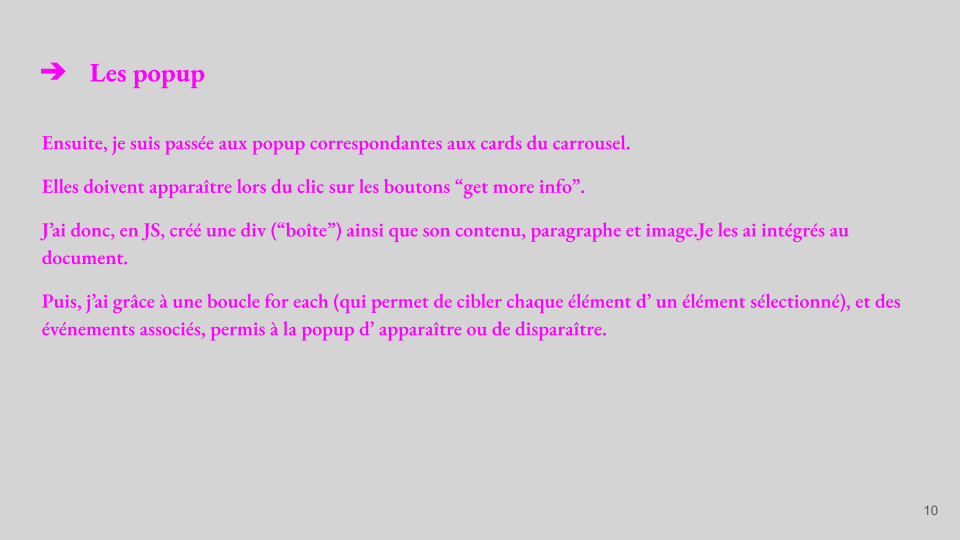 ➔ Les popup
Ensuite, je suis passée aux popup correspondantes aux cards du carrousel.
Elles doivent apparaître lors du clic sur les boutons “get more info”.
J’ai donc, en JS, créé une div (“boîte”) ainsi que son contenu, paragraphe et image.Je les ai intégrés au
document.
Puis, j’ai grâce à une boucle for each (qui permet de cibler chaque élément d’ un élément sélectionné), et des
événements associés, permis à la popup d’ apparaître ou de disparaître.
10